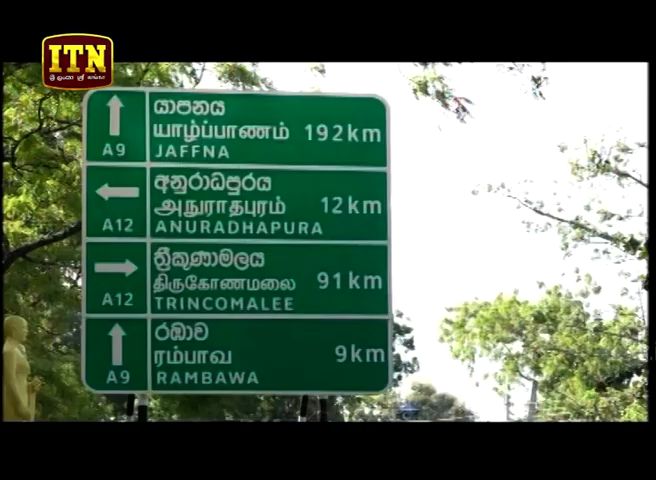 ITN
ශ්‍රී ලංකා ஸ்ரீ லங்கா
යාපනය
யாழ்ப்பாணம் 192km
A9 JAFFNA
අනුරාධපුරය
அநுராதபுரம் 12km
A12 ANURADHAPURA
ත්‍රීකුණාමලය
திருகோணமலை 91km
A12 TRINCOMALEE
රඹාව
ரம்பாவ 9km
A9 RAMBAWA